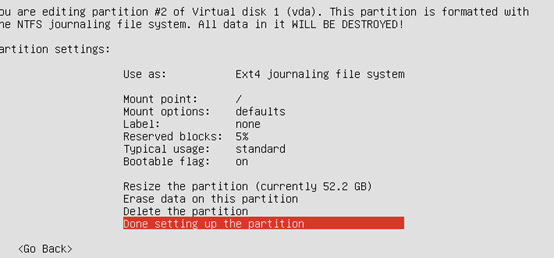 ou are editing partition #2 of Virtual disk 1 (vda). This partition is formatted with
he NTFS journaling file system. All data in it WILL BE DESTROYED!
artition settings:
Use as: Ext4 journaling file system
Mount point: /
Mount options: defaults
Label: none
Reserved blocks: 5%
Typical usage: standard
Bootable flag: on
Resize the partition (currently 52.2 GB)
Erase data on this partition
Delete the partition
Done setting up the partition
<Go Back>